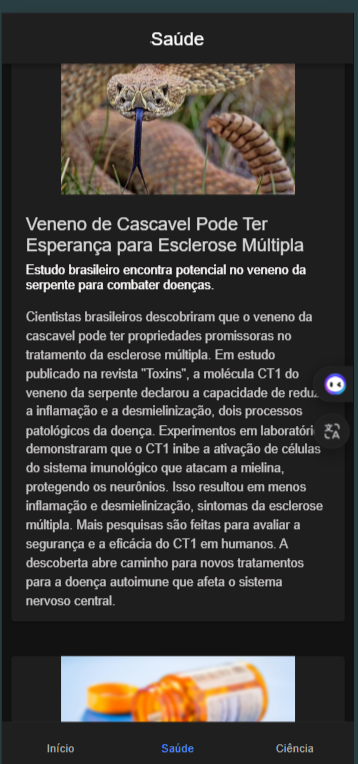 Saúde
Veneno de Cascavel Pode Ter
Esperança para Esclerose Múltipla
Estudo brasileiro encontra potencial no veneno da
serpente para combater doenças.
Cientistas brasileiros descobriram que o veneno da
cascavel pode ter propriedades promissoras no
tratamento da esclerose múltipla. Em estudo
publicado na revista "Toxins", a molécula CT1 do
veneno da serpente declarou a capacidade de
a inflamação e a desmielinização, dois processos
patológicos da doença. Experimentos em
demonstraram que o CT1 inibe a ativação de células
do sistema imunológico que atacam a mielina,
protegendo os neurônios. Isso resultou em menos
inflamação e desmielinização, sintomas da esclerose
múltipla. Mais pesquisas são feitas para avaliar a
segurança e a eficácia do CT1 em humanos. A
descoberta abre caminho para novos tratamentos
para a doença autoimune que afeta o sistema
nervoso central.
Início Saúde Ciência